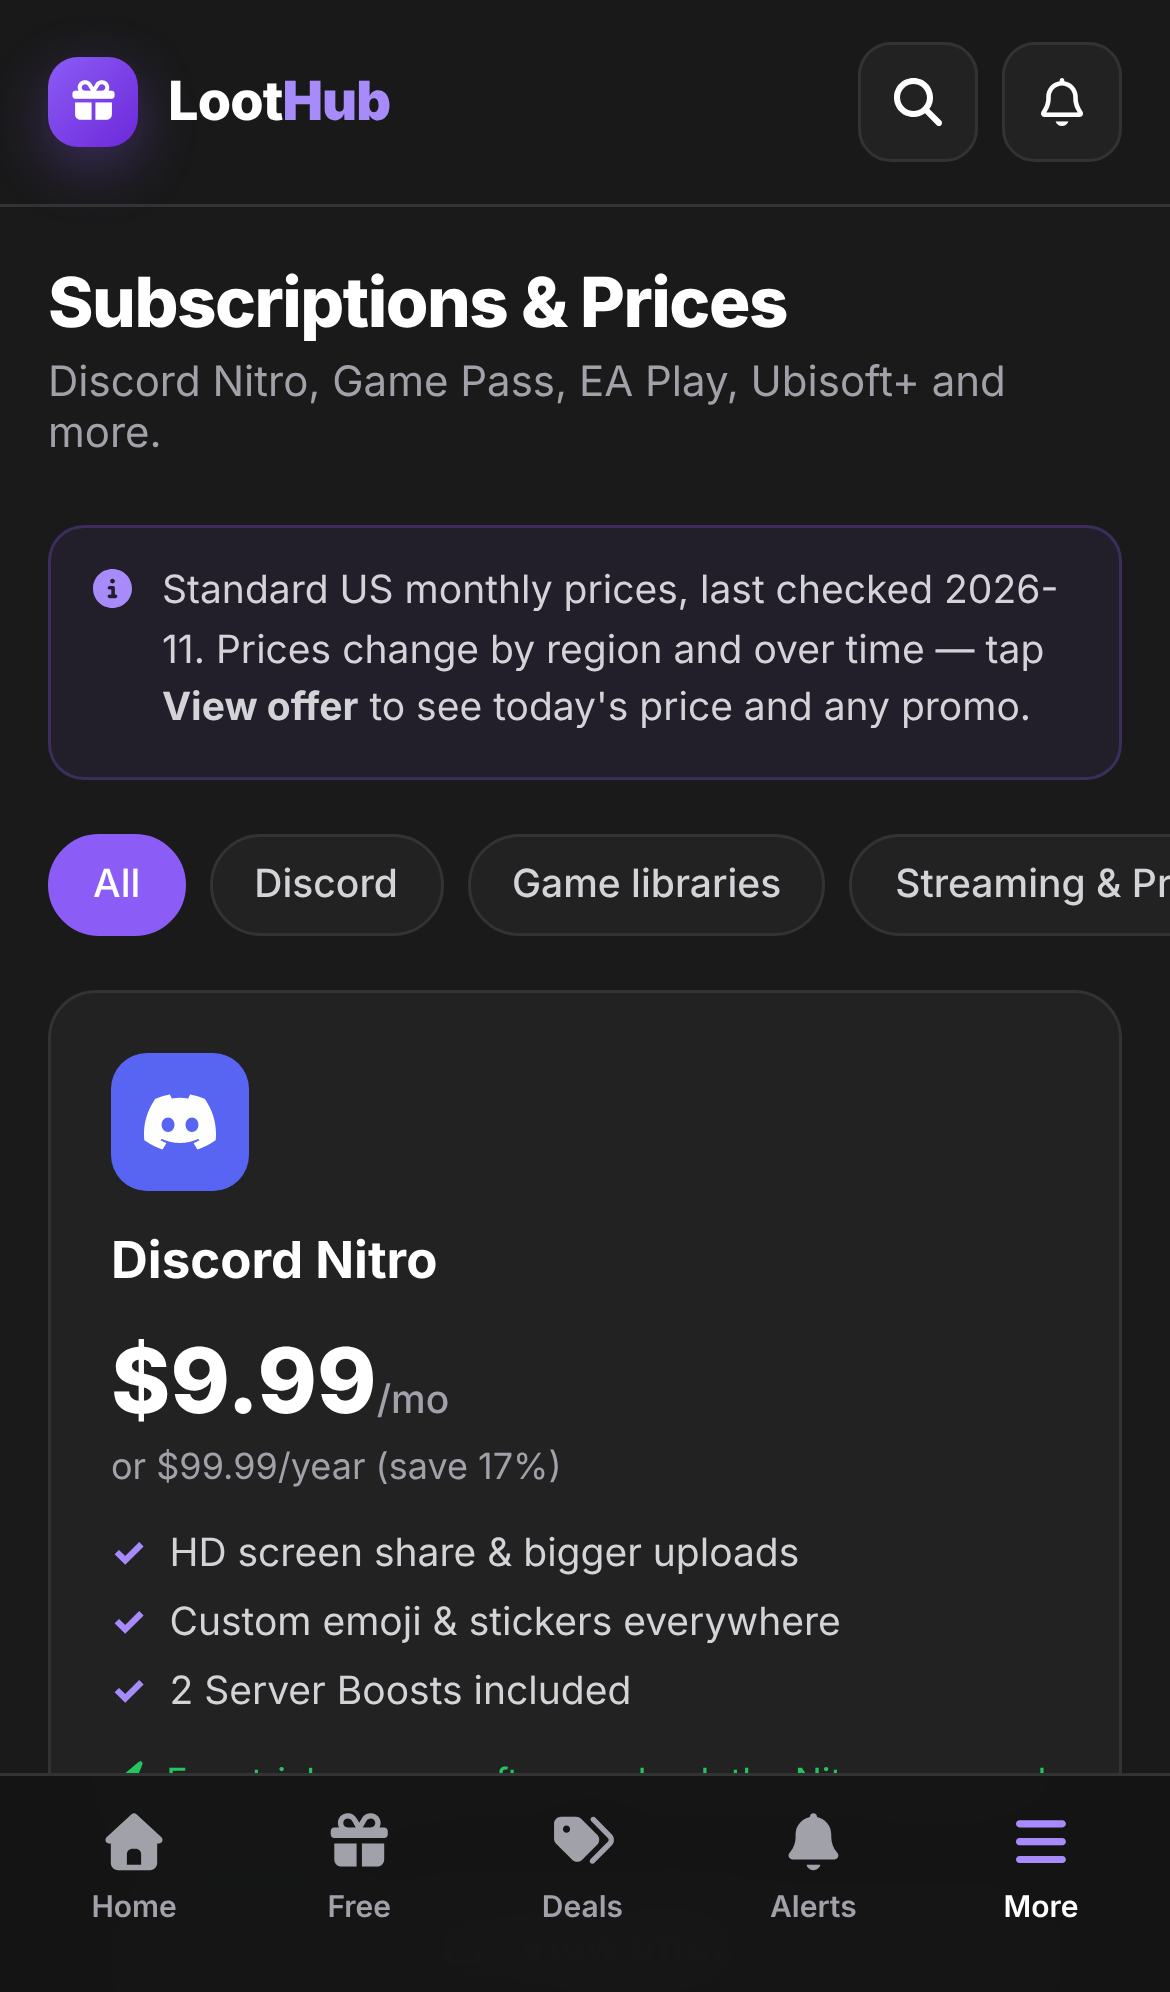 LootHub
Subscriptions & Prices
Discord Nitro, Game Pass, EA Play, Ubisoft+ and
more.
Standard US monthly prices, last checked 2026-
11. Prices change by region and over time — tap
View offer to see today's price and any promo.
All
Discord
Game libraries
Streaming & Pr
Discord Nitro
$9.99/mo
or $99.99/year (save 17%)
HD screen share & bigger uploads
Custom emoji & stickers everywhere
2 Server Boosts included
Home
Free
Deals
Alerts
More